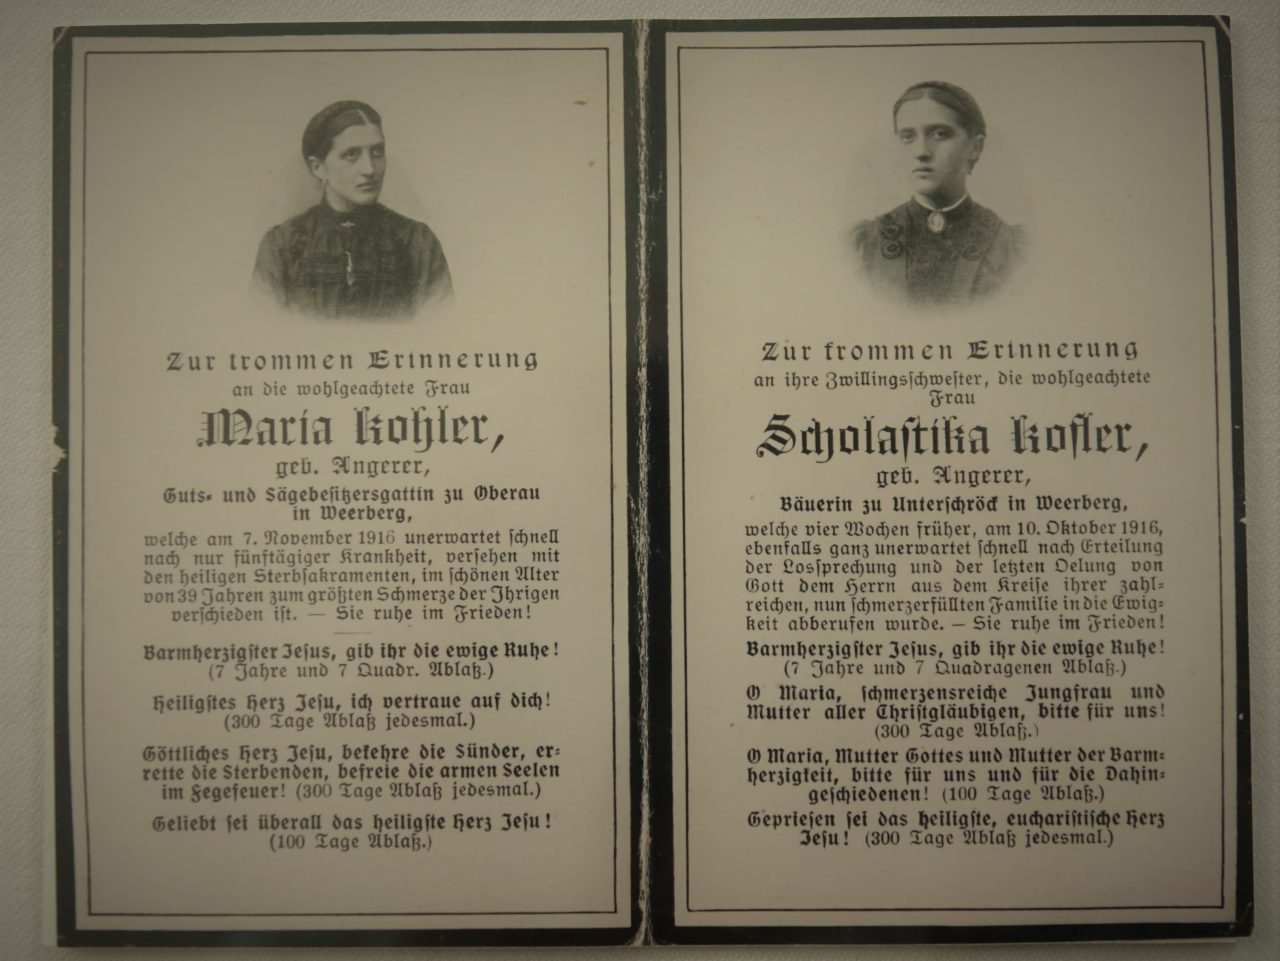 Zur frommen Erinnerung
an die wohlgeachtete Frau
Maria Kohler,
geb. Angerer,
Guts- und Sägebesitzersgattin zu Oberau
in Weerberg,
welche am 7. November 1916 unerwartet schnell
nach nur fünftägiger Krankheit, versehen mit
den heiligen Sterbsakramenten, im schönen Alter
von 39 Jahren zum größten Schmerze der Ihrigen
verschieden ist. — Sie ruhe im Frieden!
Barmherzigster Jesus, gib ihr die ewige Ruhe!
(7 Jahre und 7 Quadr. Ablaß.)
Heiligstes Herz Jesu, ich vertraue auf dich!
(300 Tage Ablaß jedesmal.)
Göttliches Herz Jesu, bekehre die Sünder, er-
rette die Sterbenden, befreie die armen Seelen
im Fegefeuer! (300 Tage Ablaß jedesmal.)
Geliebt sei überall das heiligste Herz Jesu!
(100 Tage Ablaß.)
Zur frommen Erinnerung
an ihre Zwillingsschwester, die wohlgeachtete
Frau
Scholastika Kofler,
geb. Angerer,
Bäuerin zu Unterschröck in Weerberg,
welche vier Wochen früher, am 10. Oktober 1916,
ebenfalls ganz unerwartet schnell nach Erteilung
der Lossprechung und der letzten Oelung von
Gott dem Herrn aus dem Kreise ihrer zahl-
reichen, nun schmerzerfüllten Familie in die Ewig-
keit abberufen wurde. — Sie ruhe im Frieden!
Barmherzigster Jesus, gib ihr die ewige Ruhe!
(7 Jahre und 7 Quadragenen Ablaß.)
O Maria, schmerzensreiche Jungfrau und
Mutter aller Christgläubigen, bitte für uns!
(300 Tage Ablaß.)
O Maria, Mutter Gottes und Mutter der Barm-
herzigkeit, bitte für uns und für die Dahin-
geschiedenen! (100 Tage Ablaß.)
Gepriesen sei das heiligste, eucharistische Herz
Jesu! (300 Tage Ablaß jedesmal.)